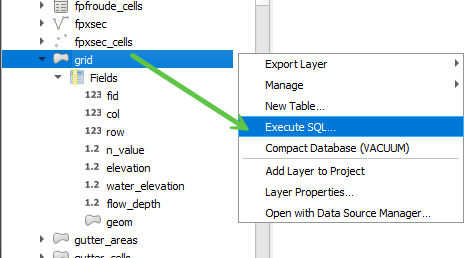 fpfroude_cells
fpxsec
fpxsec_cells
grid
Fields
123 fid
123 col
123 row
1.2 n_value
1.2 elevation
1.2 water_elevation
1.2 flow_depth
geom
gutter_areas
gutter_cells
Export Layer
Manage
New Table...
Execute SQL...
Compact Database (VACUUM)
Add Layer to Project
Layer Properties...
Open with Data Source Manager...